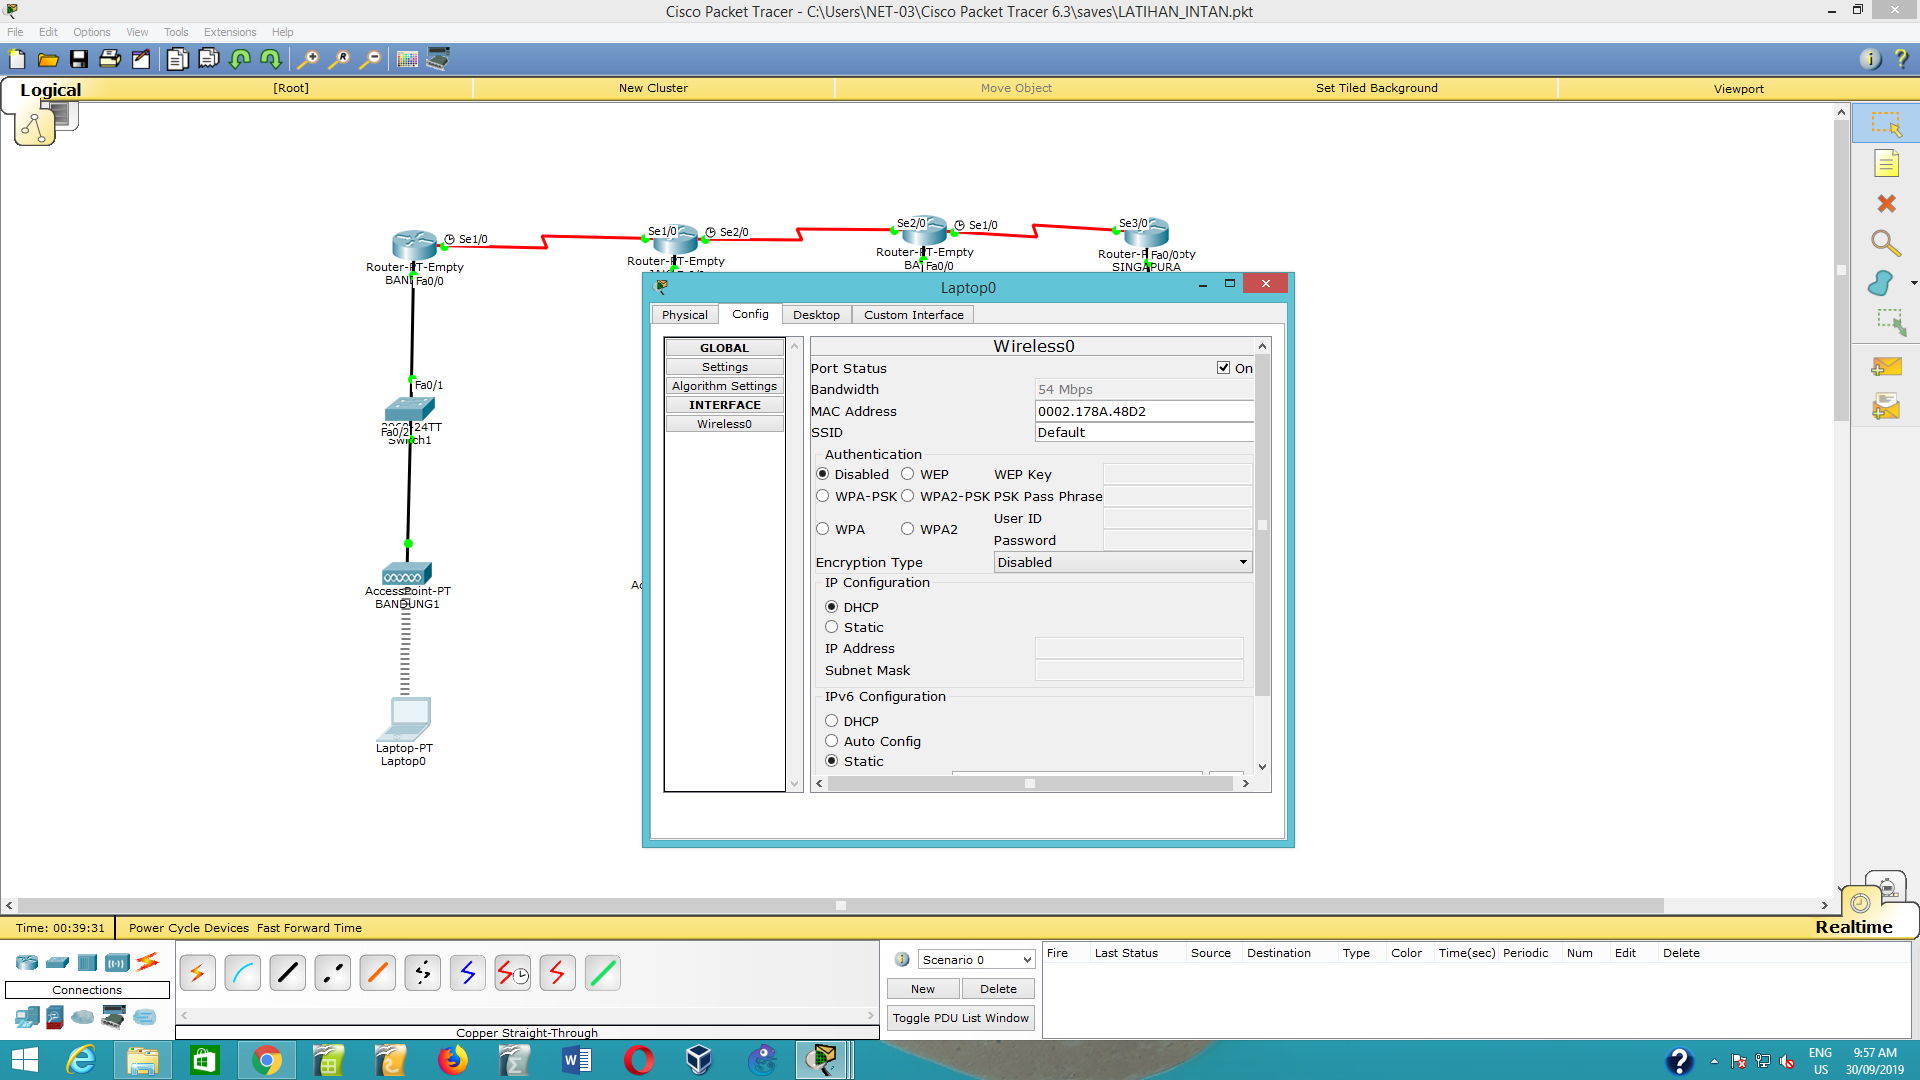 Cisco Packet Tracer - C:\Users\NET-03\Cisco Packet Tracer 6.3\saves\LATIHAN_INTAN.pkt
File Edit Options View Tools Extensions Help
Logical [Root] New Cluster Move Object Set Tiled Background Viewport
Se1/0 Se1/0 Se2/0 Se2/0 Se1/0 Se3/0
Router-PT-Empty
Fa0/0
Router-PT-Empty
Router-PT-Empty
Fa0/0
Fa0/0
SINGAPURA
Fa0/1
Fa0/2
Switch1
AccessPoint-PT
BANDUNG1
Laptop-PT
Laptop0
Laptop0
Physical Config Desktop Custom Interface
GLOBAL
Settings
Algorithm Settings
INTERFACE
Wireless0
Wireless0
Port Status On
Bandwidth 54 Mbps
MAC Address 0002.178A.48D2
SSID Default
Authentication
Disabled WEP WEP Key
WPA-PSK WPA2-PSK PSK Pass Phrase
User ID
WPA WPA2
Password
Encryption Type Disabled
IP Configuration
DHCP
Static
IP Address
Subnet Mask
IPv6 Configuration
DHCP
Auto Config
Static
Realtime
Time: 00:39:31 Power Cycle Devices Fast Forward Time
Connections
Copper Straight-Through
Scenario 0
New Delete
Toggle PDU List Window
Fire Last Status Source Destination Type Color Time(sec) Periodic Num Edit Delete
ENG
US
9:57 AM
30/09/2019